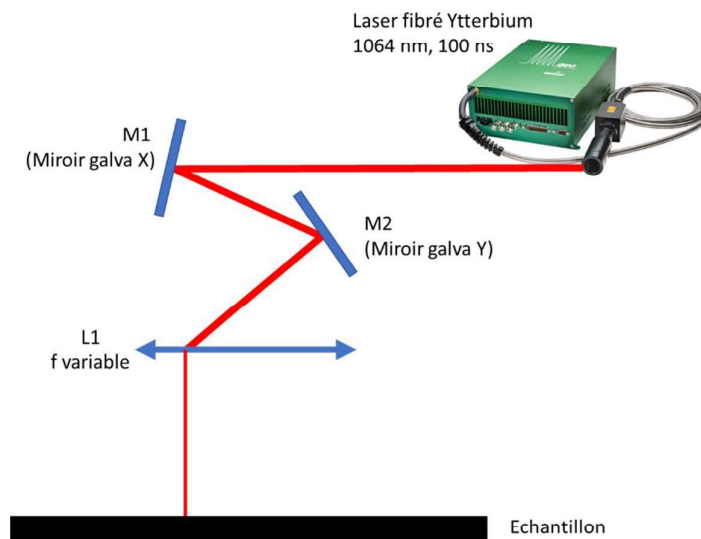 Laser fibré Ytterbium
1064 nm, 100 ns
M1
(Miroir galva X)
M2
(Miroir galva Y)
L1
f variable
Echantillon